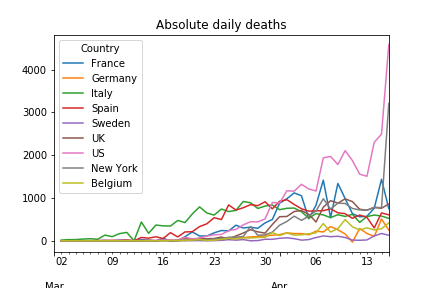 Absolute daily deaths
Country
France
Germany
Italy
Spain
Sweden
UK
US
New York
Belgium
4000
3000
2000
1000
0
02 09 16 23 30 06 13
Mar Apr